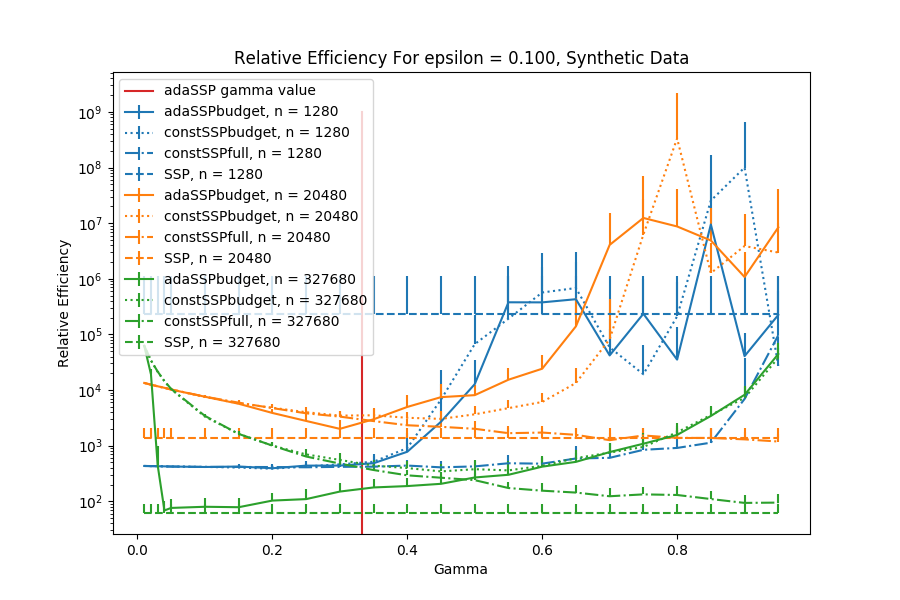 Relative Efficiency For epsilon = 0.100, Synthetic Data
adaSSP gamma value
adaSSPbudget, n = 1280
constSSPbudget, n = 1280
constSSPfull, n = 1280
SSP, n = 1280
adaSSPbudget, n = 20480
constSSPbudget, n = 20480
constSSPfull, n = 20480
SSP, n = 20480
adaSSPbudget, n = 327680
constSSPbudget, n = 327680
constSSPfull, n = 327680
SSP, n = 327680
Relative Efficiency
10⁹
10⁸
10⁷
10⁶
10⁵
10⁴
10³
10²
0.0 0.2 0.4 0.6 0.8
Gamma